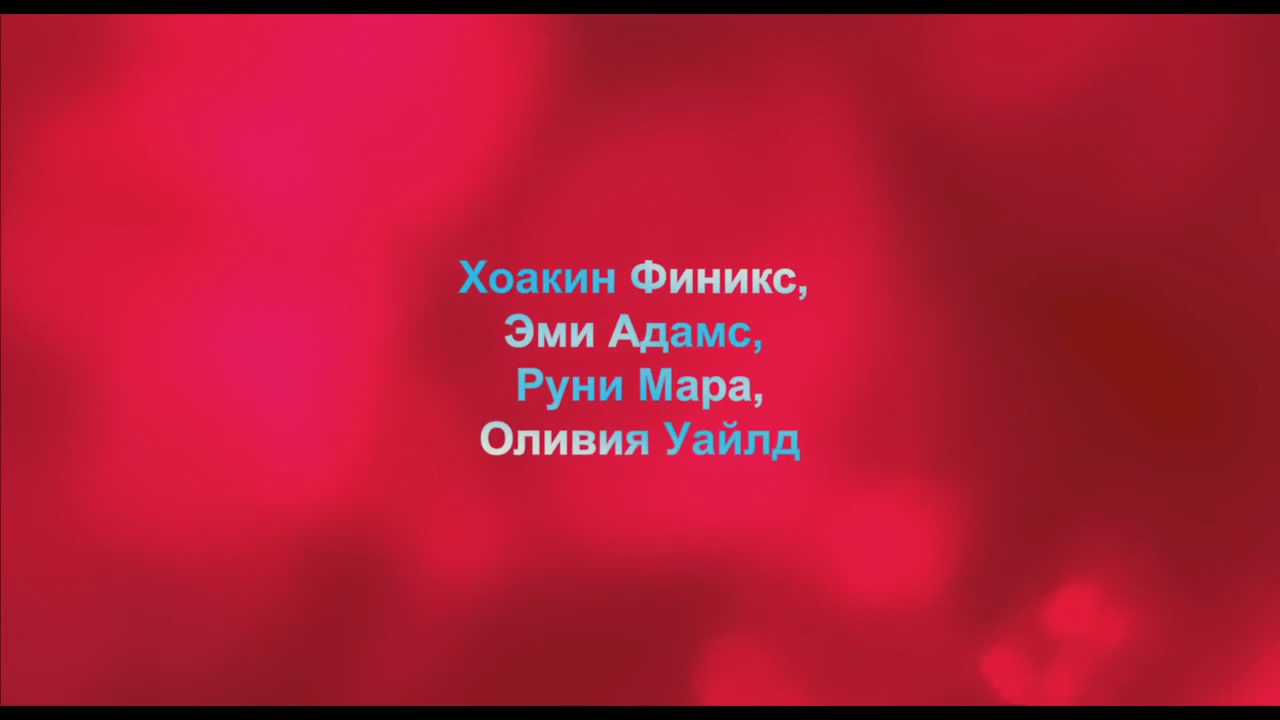 Хоакин Финикс,
Эми Адамс,
Руни Мара,
Оливия Уайлд